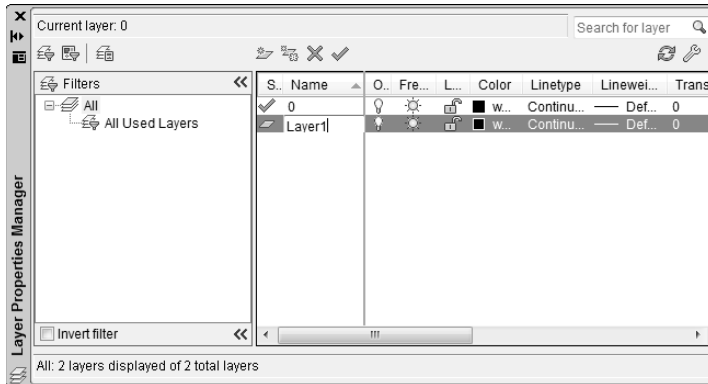 Current layer: 0
Search for layer
Filters
S.. Name O.. Fre... L... Color Linetype Linewei... Trans
All
0 w... Continu... Def... 0
All Used Layers
Layer1 w... Continu... Def... 0
Layer Properties Manager
Invert filter
All: 2 layers displayed of 2 total layers